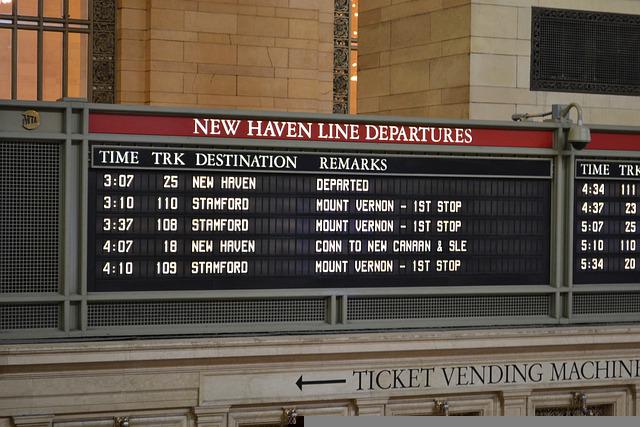 MTA
NEW HAVEN LINE DEPARTURES
TIME TRK DESTINATION REMARKS
3:07 25 NEW HAVEN DEPARTED
3:10 110 STAMFORD MOUNT VERNON - 1ST STOP
3:37 108 STAMFORD MOUNT VERNON - 1ST STOP
4:07 18 NEW HAVEN CONN TO NEW CANAAN & SLE
4:10 109 STAMFORD MOUNT VERNON - 1ST STOP
TIME TRK
4:34 111
4:37 23
5:07 25
5:10 110
5:34 20
TICKET VENDING MACHINE